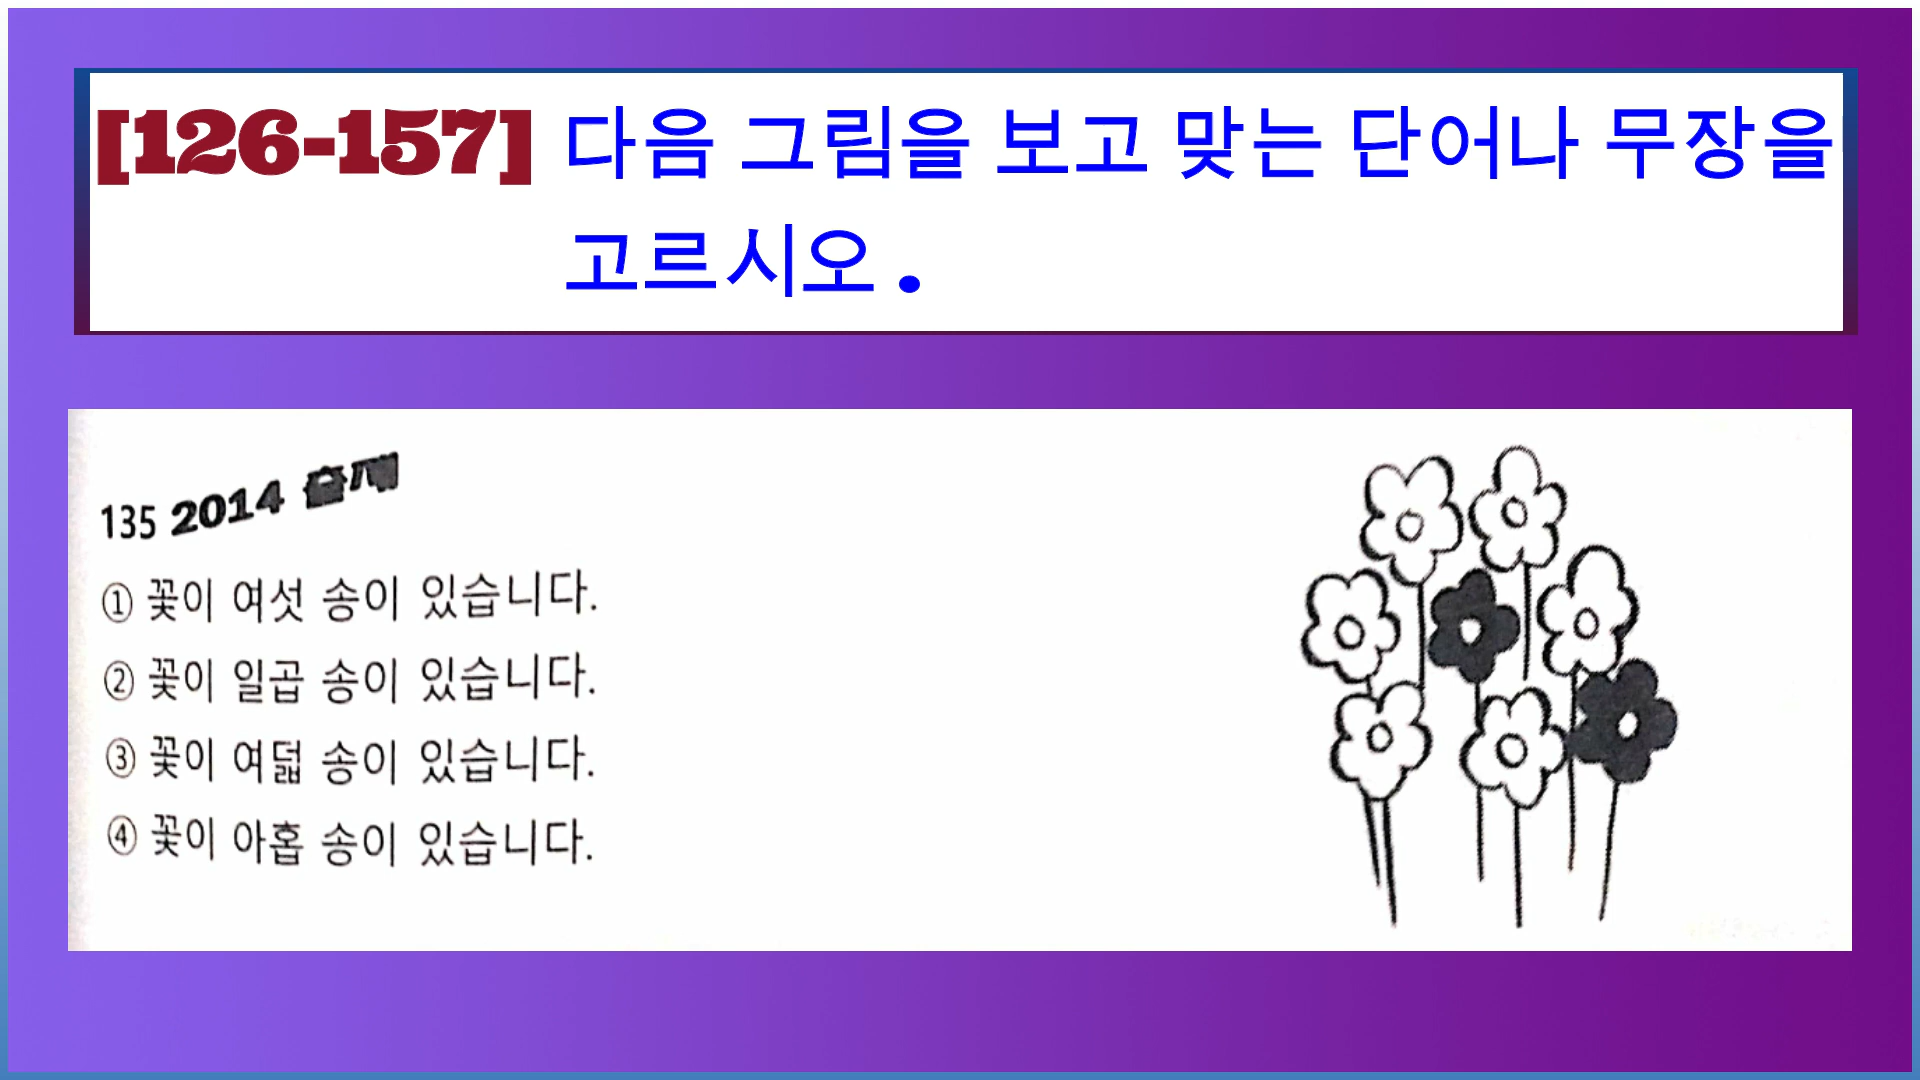 [126-157] 다음 그림을 보고 맞는 단어나 무장을
고르시오.
135 2014 출제
① 꽃이 여섯 송이 있습니다.
② 꽃이 일곱 송이 있습니다.
③ 꽃이 여덟 송이 있습니다.
④ 꽃이 아홉 송이 있습니다.